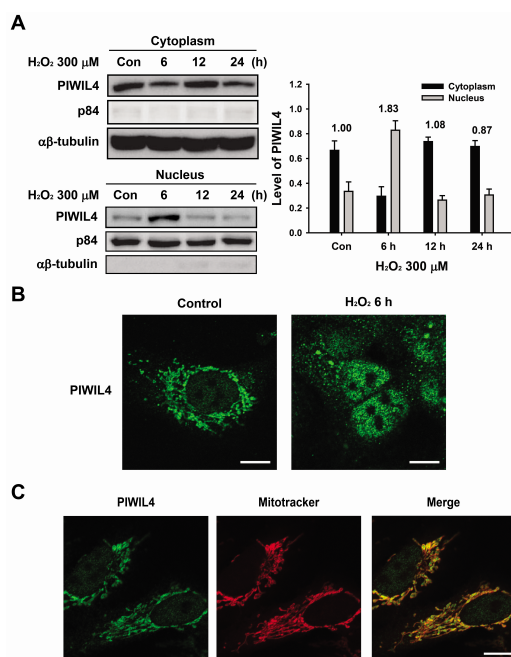 A
Cytoplasm
H₂O₂ 300 μM Con 6 12 24 (h)
PIWIL4
p84
αβ-tubulin
Nucleus
H₂O₂ 300 μM Con 6 12 24 (h)
PIWIL4
p84
αβ-tubulin
Cytoplasm
Nucleus
Level of PIWIL4
1.2
1.0
0.8
0.6
0.4
0.2
0.0
1.00
1.83
1.08
0.87
Con 6 h 12 h 24 h
H₂O₂ 300 μM
B
Control H₂O₂ 6 h
PIWIL4
C
PIWIL4 Mitotracker Merge